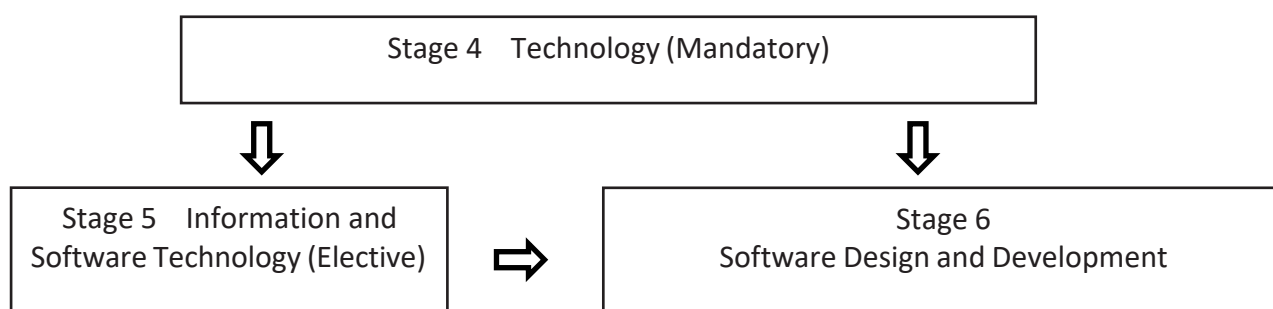 Stage 4    Technology (Mandatory)
Stage 5    Information and
Software Technology (Elective)
Stage 6
Software Design and Development